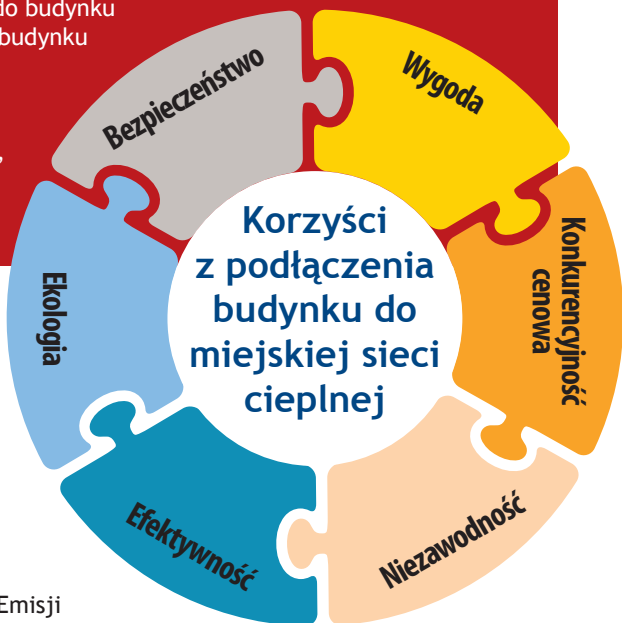 do budynku
budynku
,
Bezpieczeństwo
Wygoda
Konkurencyjność
cenowa
Niezawodność
Efektywność
Ekologia
Korzyści
z podłączenia
budynku do
miejskiej sieci
cieplnej
Emisji